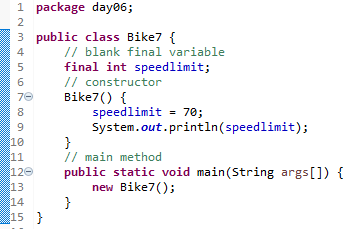 1 package day06;
2
3 public class Bike7 {
4     // blank final variable
5     final int speedlimit;
6     // constructor
7     Bike7() {
8         speedlimit = 70;
9         System.out.println(speedlimit);
10     }
11     // main method
12     public static void main(String args[]) {
13         new Bike7();
14     }
15 }